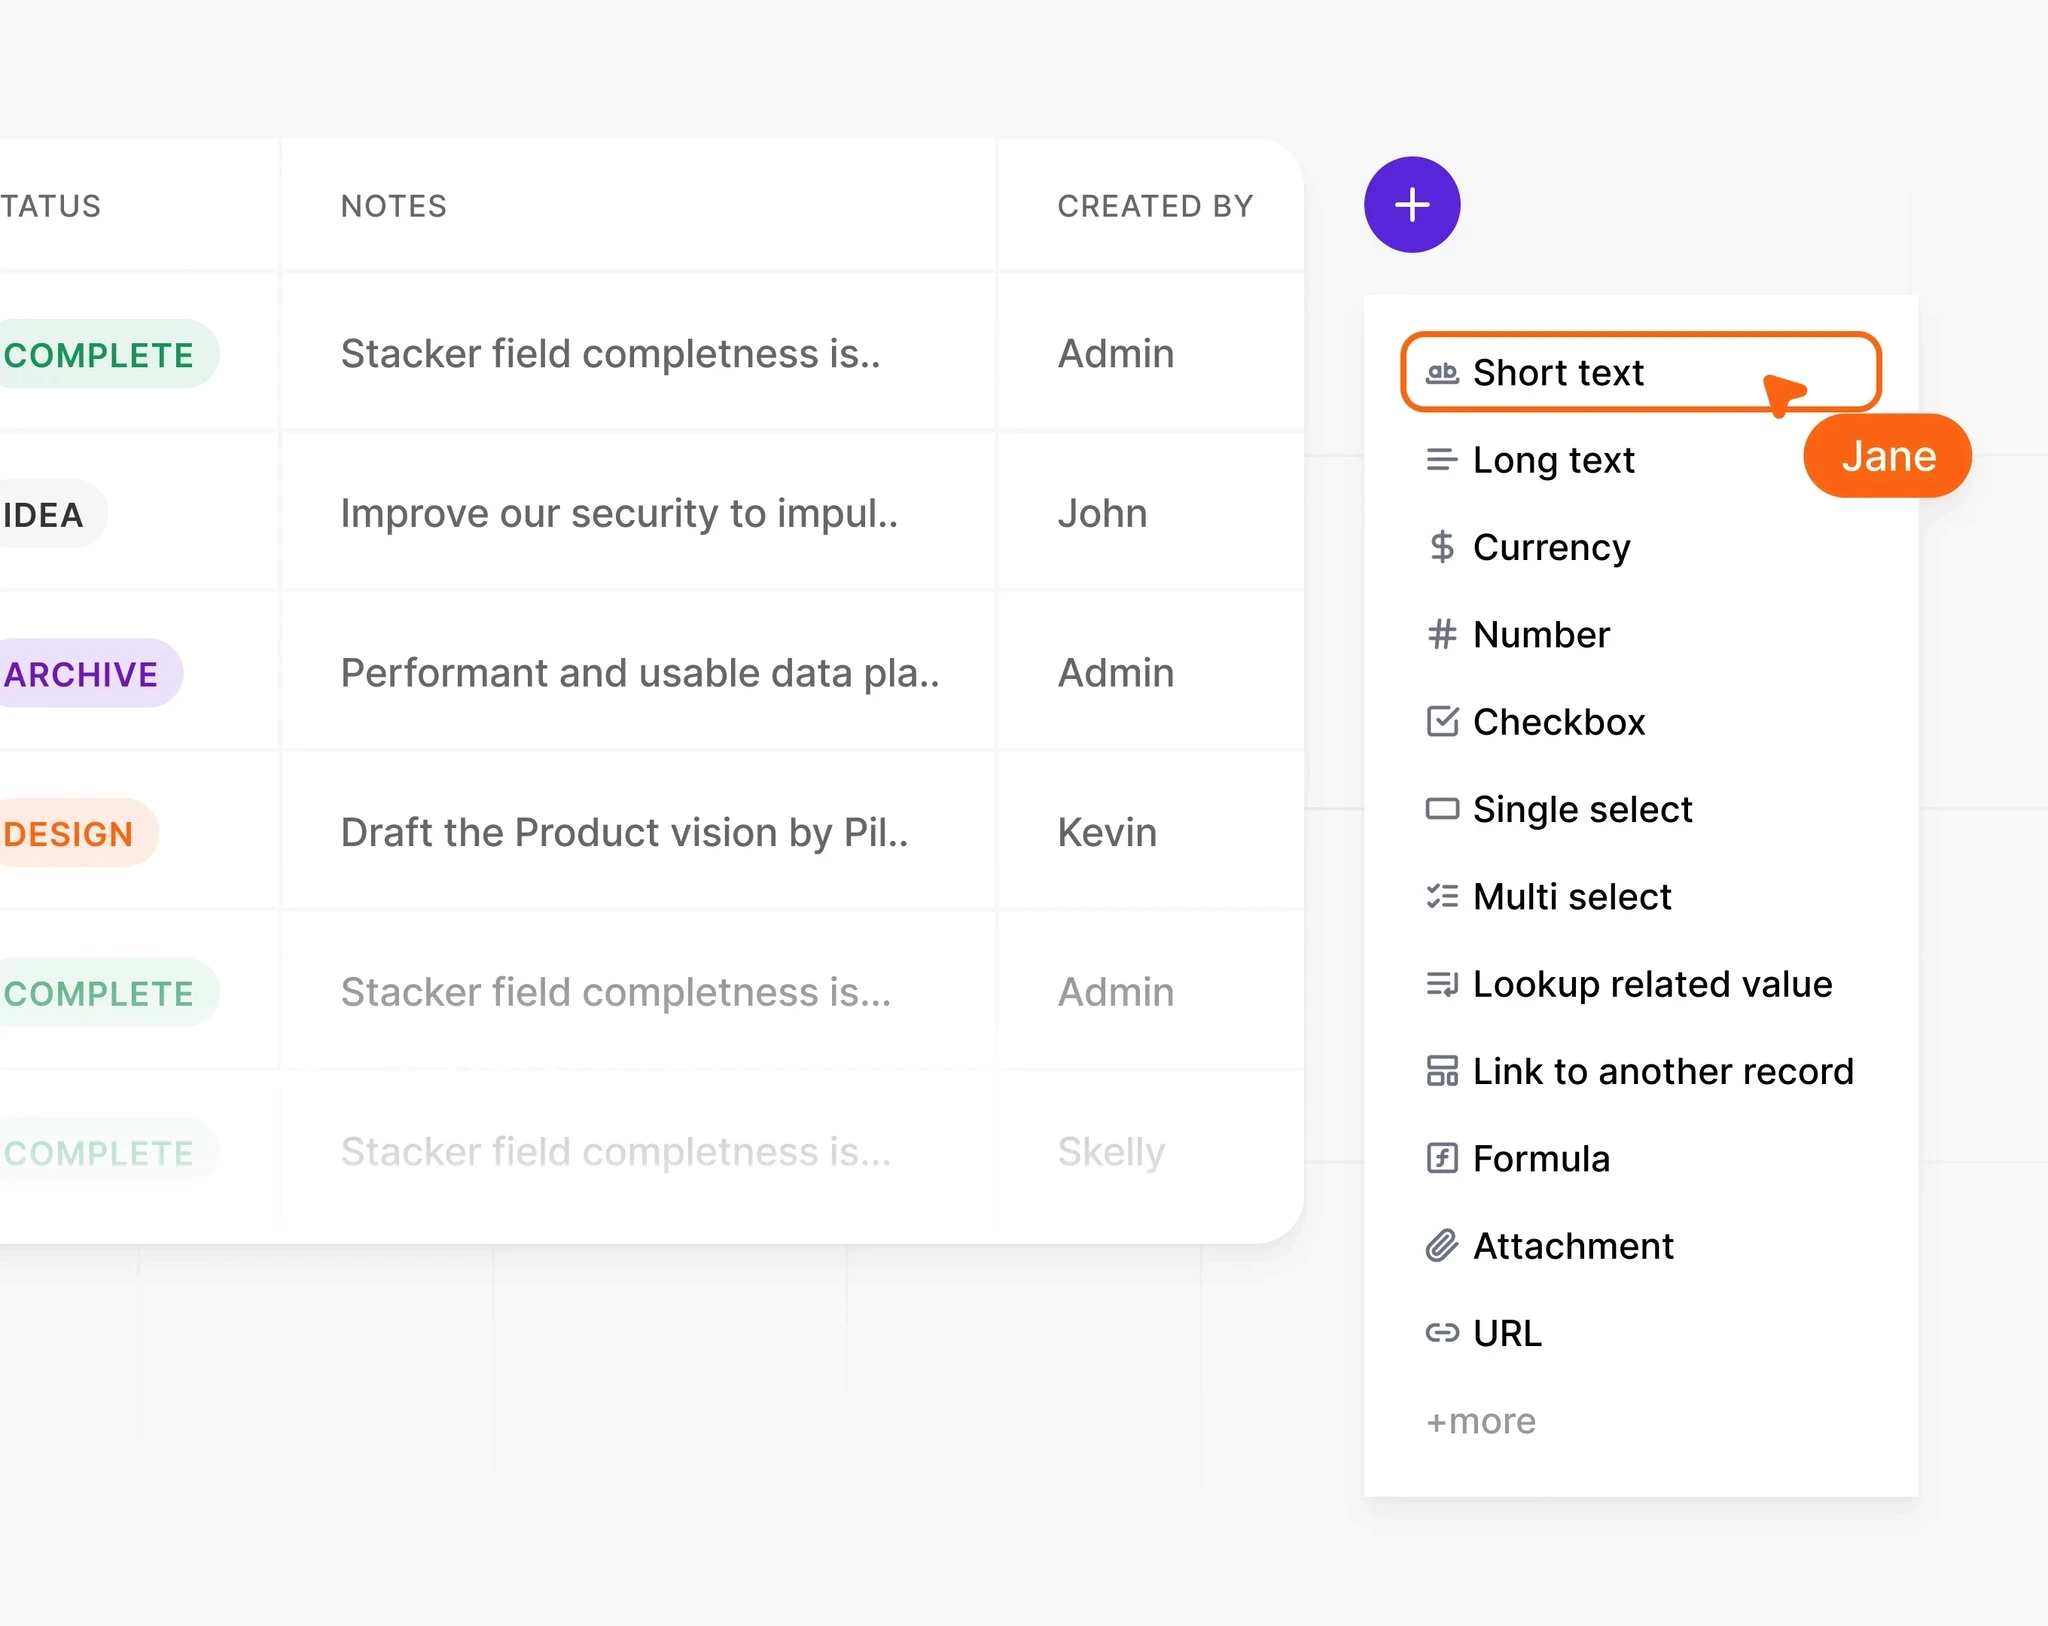 TATUS NOTES CREATED BY
COMPLETE Stacker field completness is.. Admin
IDEA Improve our security to impul.. John
ARCHIVE Performant and usable data pla.. Admin
DESIGN Draft the Product vision by Pil.. Kevin
COMPLETE Stacker field completness is... Admin
COMPLETE Stacker field completness is... Skelly
Short text
Jane
Long text
Currency
Number
Checkbox
Single select
Multi select
Lookup related value
Link to another record
Formula
Attachment
URL
+more